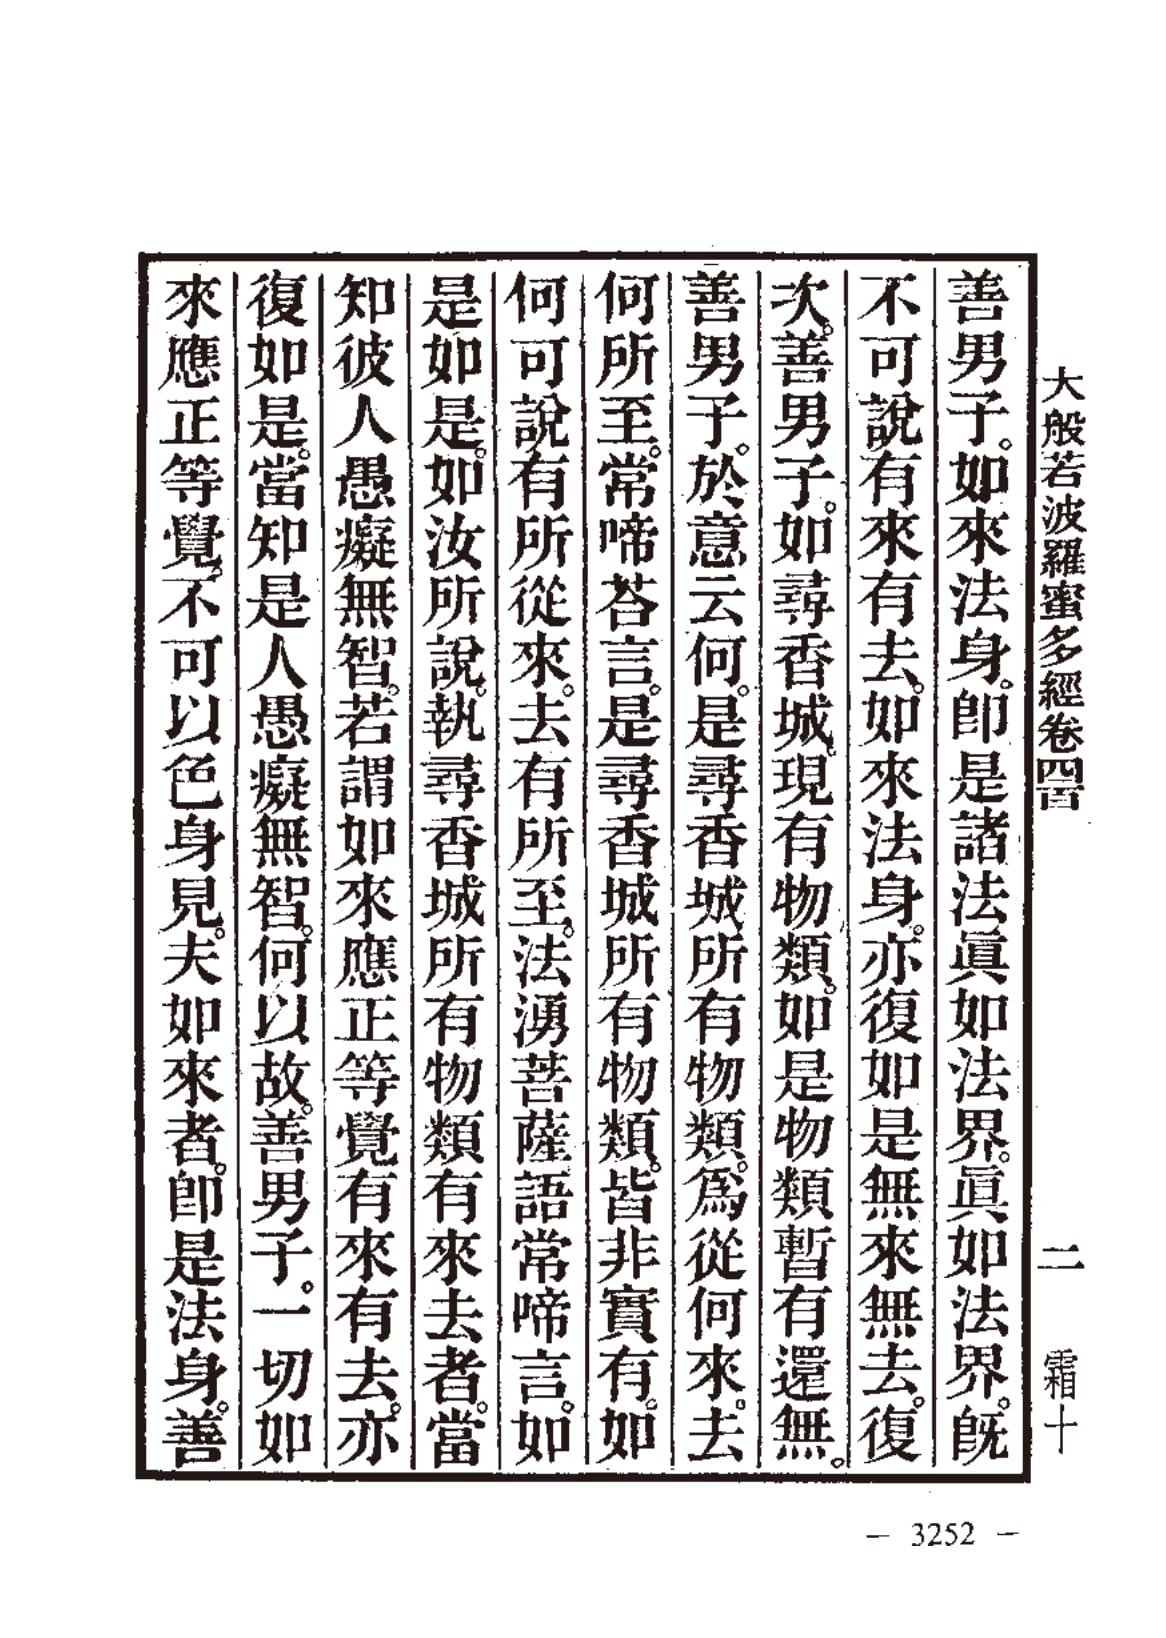 大般若波羅蜜多經卷四百 二 霜十
善男子。如來法身。卽是諸法眞如法界。眞如法界。旣
不可說有來有去。如來法身。亦復如是無來無去。復
次。善男子。如尋香城。現有物類。如是物類暫有還無。
善男子。於意云何。是尋香城所有物類。爲從何來。去
何所至。常啼荅言。是尋香城所有物類。皆非實有。如
何可說有所從來。去有所至。法湧菩薩語常啼言。如
是如是。如汝所說。執尋香城所有物類有來去者。當
知彼人愚癡無智。若謂如來應正等覺有來有去。亦
復如是。當知是人愚癡無智。何以故。善男子。一切如
來應正等覺。不可以色身見。夫如來者。卽是法身。善
— 3252 —